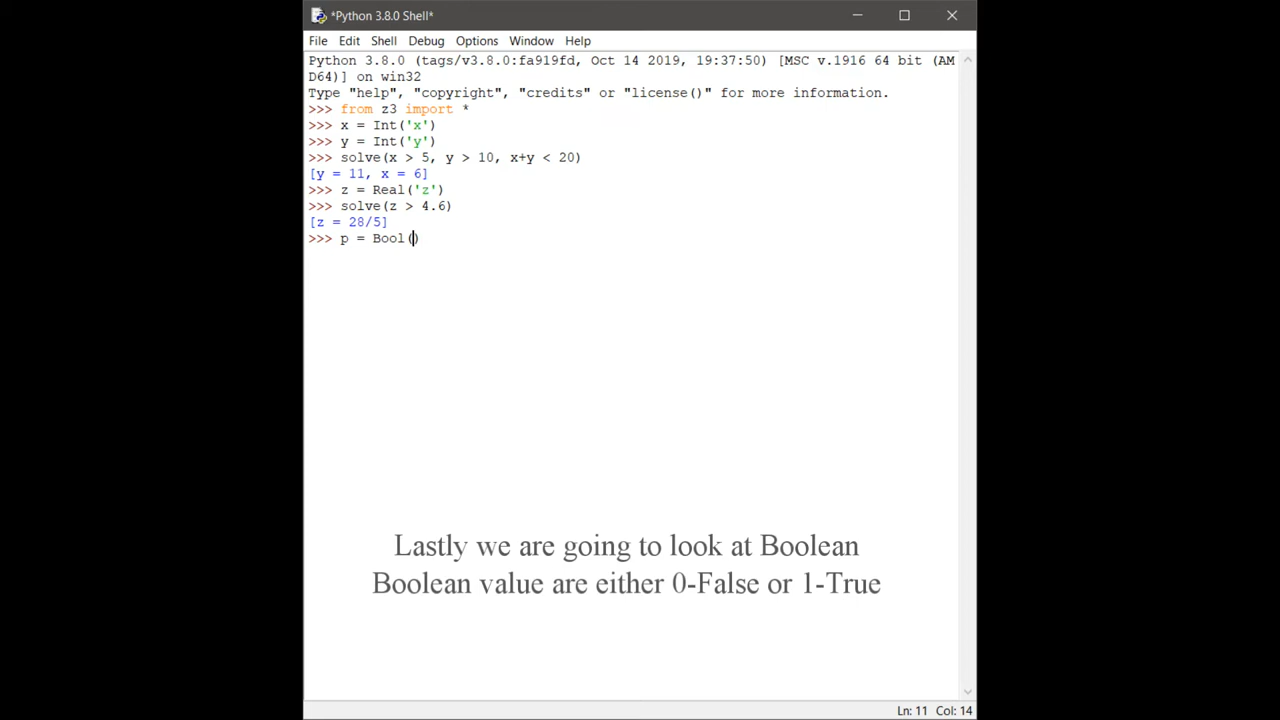 *Python 3.8.0 Shell*
File Edit Shell Debug Options Window Help
Python 3.8.0 (tags/v3.8.0:fa919fd, Oct 14 2019, 19:37:50) [MSC v.1916 64 bit (AM
D64)] on win32
Type "help", "copyright", "credits" or "license()" for more information.
>>> from z3 import *
>>> x = Int('x')
>>> y = Int('y')
>>> solve(x > 5, y > 10, x+y < 20)
[y = 11, x = 6]
>>> z = Real('z')
>>> solve(z > 4.6)
[z = 28/5]
>>> p = Bool()
Lastly we are going to look at Boolean
Boolean value are either 0-False or 1-True
Ln: 11 Col: 14